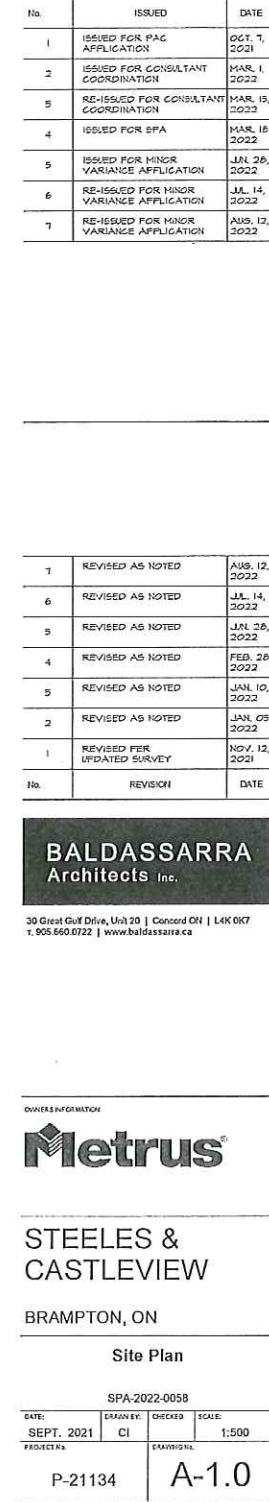 No. ISSUED DATE
1 ISSUED FOR PAC APPLICATION OCT. 7, 2021
2 ISSUED FOR CONSULTANT COORDINATION MAR. 1, 2022
3 RE-ISSUED FOR CONSULTANT COORDINATION MAR. 15, 2022
4 ISSUED FOR SPA MAR. 18 2022
5 ISSUED FOR MINOR VARIANCE APPLICATION JUN. 28, 2022
6 RE-ISSUED FOR MINOR VARIANCE APPLICATION JUL. 14, 2022
7 RE-ISSUED FOR MINOR VARIANCE APPLICATION AUG. 12, 2022
7 REVISED AS NOTED AUG. 12, 2022
6 REVISED AS NOTED JUL. 14, 2022
5 REVISED AS NOTED JUN. 28, 2022
4 REVISED AS NOTED FEB. 28 2022
3 REVISED AS NOTED JAN. 10, 2022
2 REVISED AS NOTED JAN. 05 2022
1 REVISED PER UPDATED SURVEY NOV. 12, 2021
No. REVISION DATE
BALDASSARRA
Architects Inc.
30 Great Gulf Drive, Unit 20 | Concord ON | L4K 0K7
T. 905.660.0722 | www.baldassarra.ca
OWNERS INFORMATION
Metrus®
STEELES &
CASTLEVIEW
BRAMPTON, ON
Site Plan
SPA-2022-0058
DATE: DRAWN BY: CHECKED: SCALE:
SEPT. 2021 CI 1:500
PROJECT No. DRAWING No.
P-21134 A-1.0